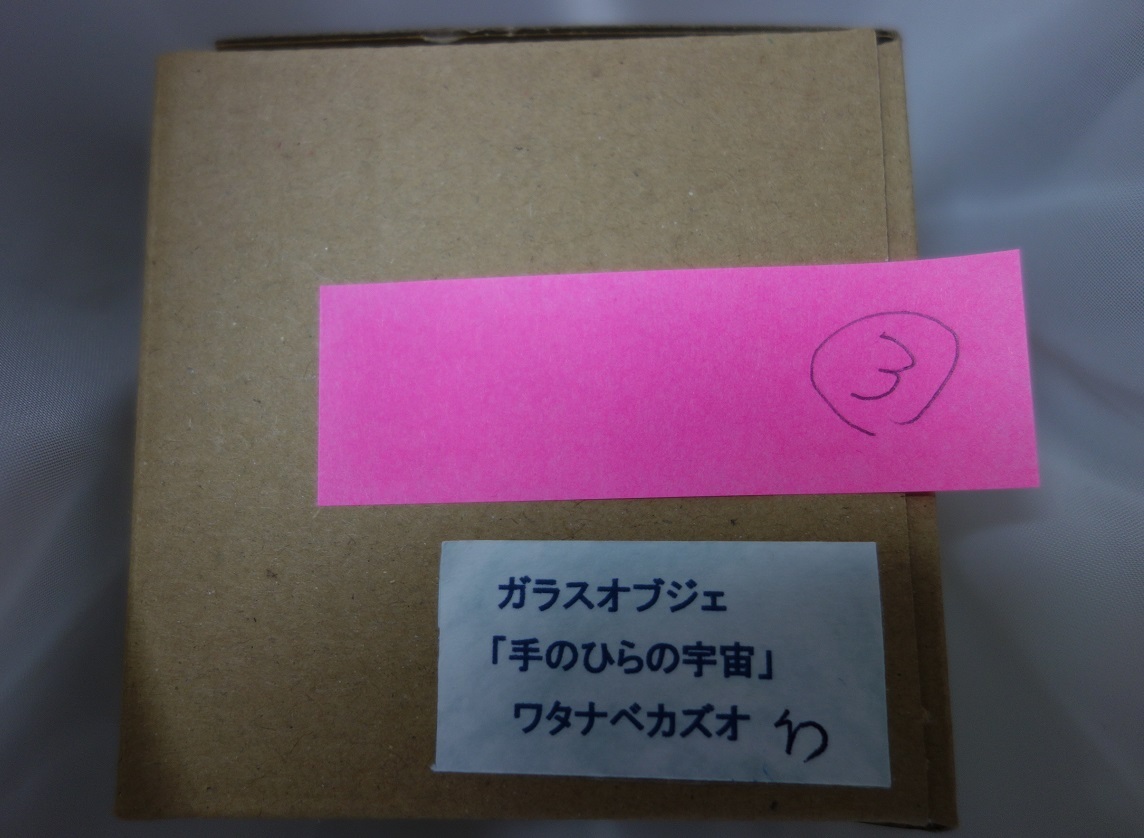 ③
ガラスオブジェ
「手のひらの宇宙」
ワタナベカズオ